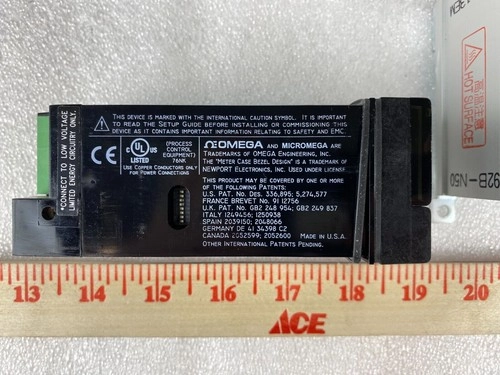 THIS DEVICE IS MARKED WITH THE INTERNATIONAL CAUTION SYMBOL. IT IS IMPORTANT
TO READ THE SETUP GUIDE BEFORE INSTALLING OR COMMISSIONING THIS
DEVICE AS IT CONTAINS IMPORTANT INFORMATION RELATING TO SAFETY AND EMC.
CE
C UL US
LISTED
(PROCESS
CONTROL
EQUIPMENT)
76NK
USE COPPER CONDUCTORS ONLY
FOR POWER CONNECTIONS
OMEGA AND MICROMEGA ARE
TRADEMARKS OF OMEGA ENGINEERING, INC.
THE "METER CASE BEZEL DESIGN" IS A TRADEMARK OF
NEWPORT ELECTRONICS, INC. USED UNDER LICENSE.
THIS PRODUCT MAY BE COVERED BY ONE OR MORE
OF THE FOLLOWING PATENTS:
U.S. PAT. NO. DES. 336,895; 5,274,577
FRANCE BREVET NO. 91 12756
U.K. PAT. NO. GB2 248 954; GB2 249 837
ITALY 1249456; 1250938
SPAIN 2039150; 2048066
GERMANY DE 41 34398 C2
CANADA 2052599; 2052600 MADE IN U.S.A.
OTHER INTERNATIONAL PATENTS PENDING.
*CONNECT TO LOW VOLTAGE
LIMITED ENERGY CIRCUITRY ONLY.
HOT SURFACE
92B-N50
13 14 15 16 17 18 19 20
ACE